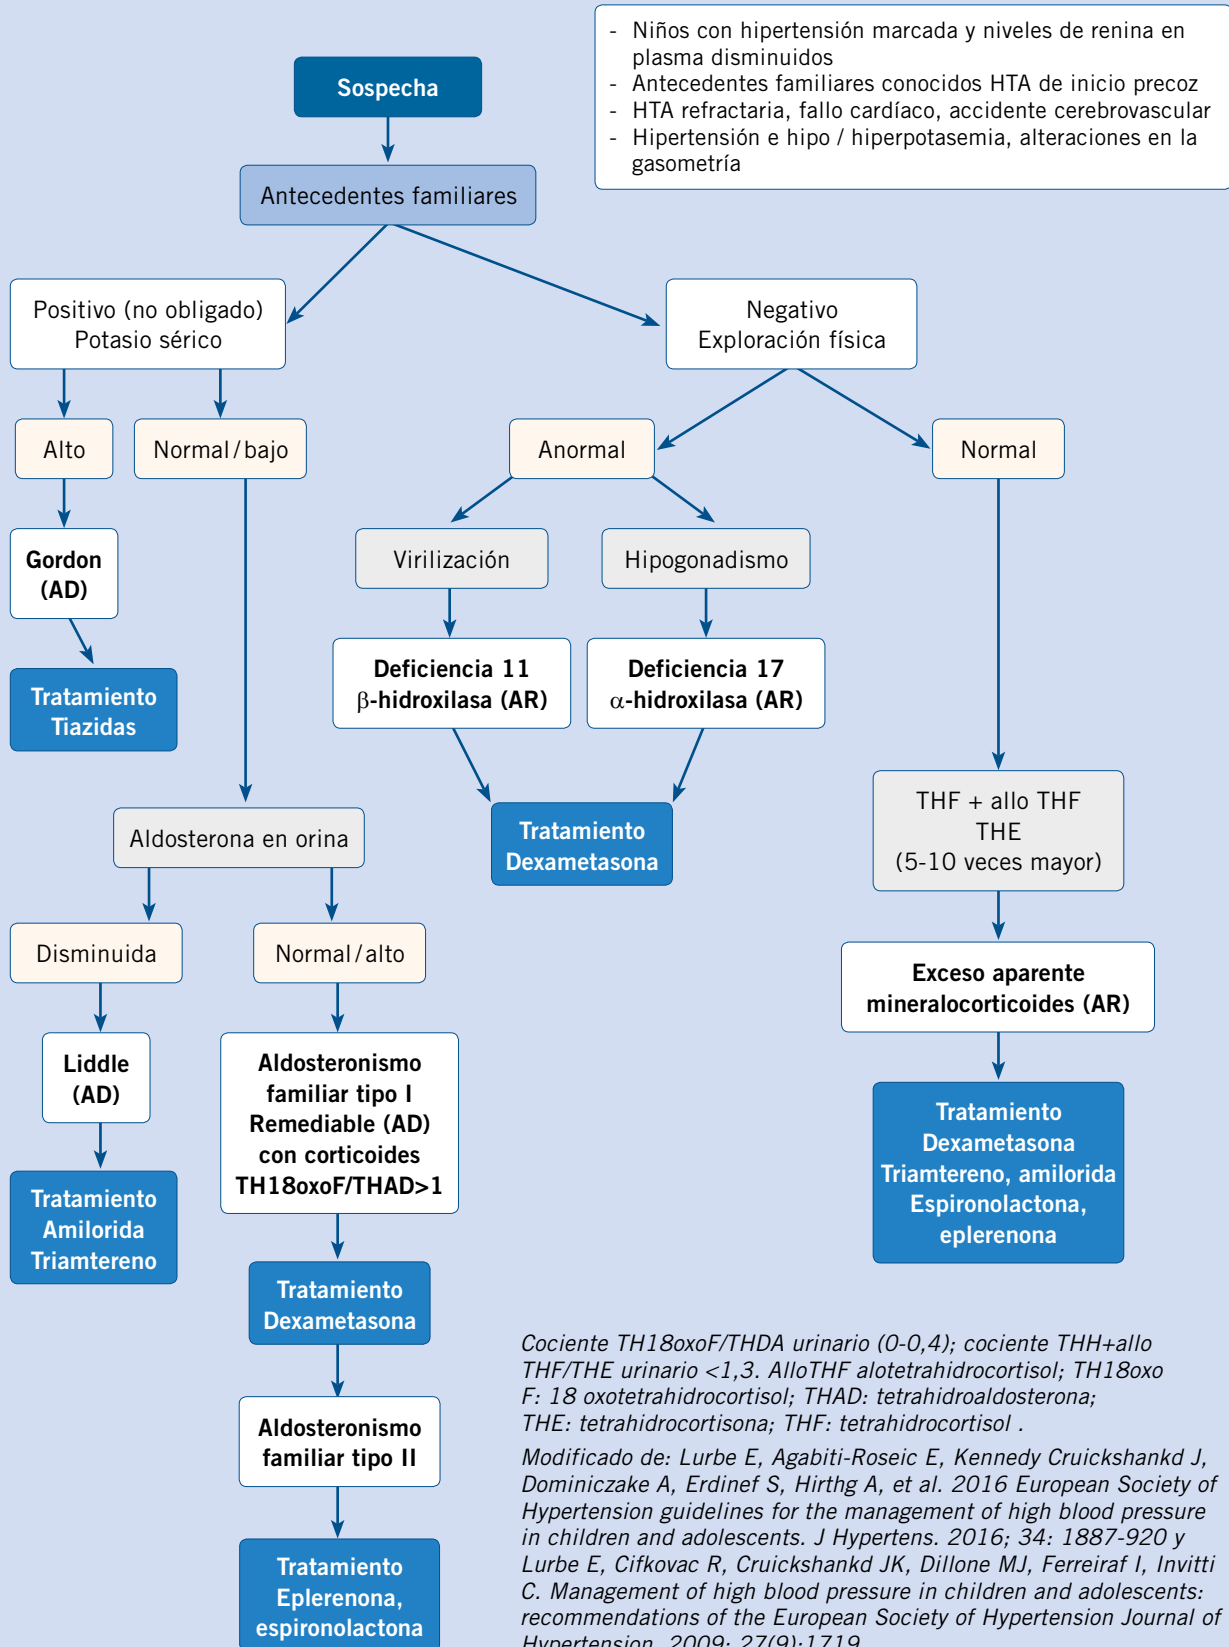 - Niños con hipertensión marcada y niveles de renina en
plasma disminuidos
- Antecedentes familiares conocidos HTA de inicio precoz
- HTA refractaria, fallo cardíaco, accidente cerebrovascular
- Hipertensión e hipo / hiperpotasemia, alteraciones en la
gasometría
Sospecha
Antecedentes familiares
Positivo (no obligado)
Potasio sérico
Negativo
Exploración física
Alto
Normal/bajo
Anormal
Normal
Gordon
(AD)
Virilización
Hipogonadismo
Tratamiento
Tiazidas
Deficiencia 11
β-hidroxilasa (AR)
Deficiencia 17
α-hidroxilasa (AR)
Aldosterona en orina
Tratamiento
Dexametasona
THF + allo THF
THE
(5-10 veces mayor)
Disminuida
Normal/alto
Exceso aparente
mineralocorticoides (AR)
Liddle
(AD)
Aldosteronismo
familiar tipo I
Remediable (AD)
con corticoides
TH18oxoF/THAD>1
Tratamiento
Dexametasona
Triamtereno, amilorida
Espironolactona,
eplerenona
Tratamiento
Amilorida
Triamtereno
Tratamiento
Dexametasona
Aldosteronismo
familiar tipo II
Tratamiento
Eplerenona,
espironolactona
Cociente TH18oxoF/THDA urinario (0-0,4); cociente THH+allo
THF/THE urinario <1,3. AlloTHF alotetrahidrocortisol; TH18oxo
F: 18 oxotetrahidrocortisol; THAD: tetrahidroaldosterona;
THE: tetrahidrocortisona; THF: tetrahidrocortisol .
Modificado de: Lurbe E, Agabiti-Roseic E, Kennedy Cruickshankd J,
Dominiczake A, Erdinef S, Hirthg A, et al. 2016 European Society of
Hypertension guidelines for the management of high blood pressure
in children and adolescents. J Hypertens. 2016; 34: 1887-920 y
Lurbe E, Cifkovac R, Cruickshankd JK, Dillone MJ, Ferreiraf I, Invitti
C. Management of high blood pressure in children and adolescents:
recommendations of the European Society of Hypertension Journal of
Hypertension. 2009; 27(9):1719